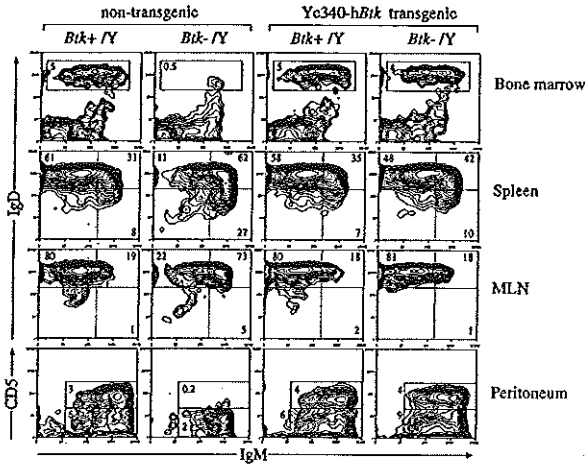 non-transgenic Yc340-hBtk transgenic
Btk+ /Y Btk- /Y Btk+ /Y Btk- /Y
5 0.5 5 Bone marrow
61 31 11 62 58 35 48 42
Spleen
8 27 7 10
IgD
80 19 22 73 80 18 81 18
MLN
1 5 2 1
3 0.2 4 Peritoneum
2 6
CD5
IgM